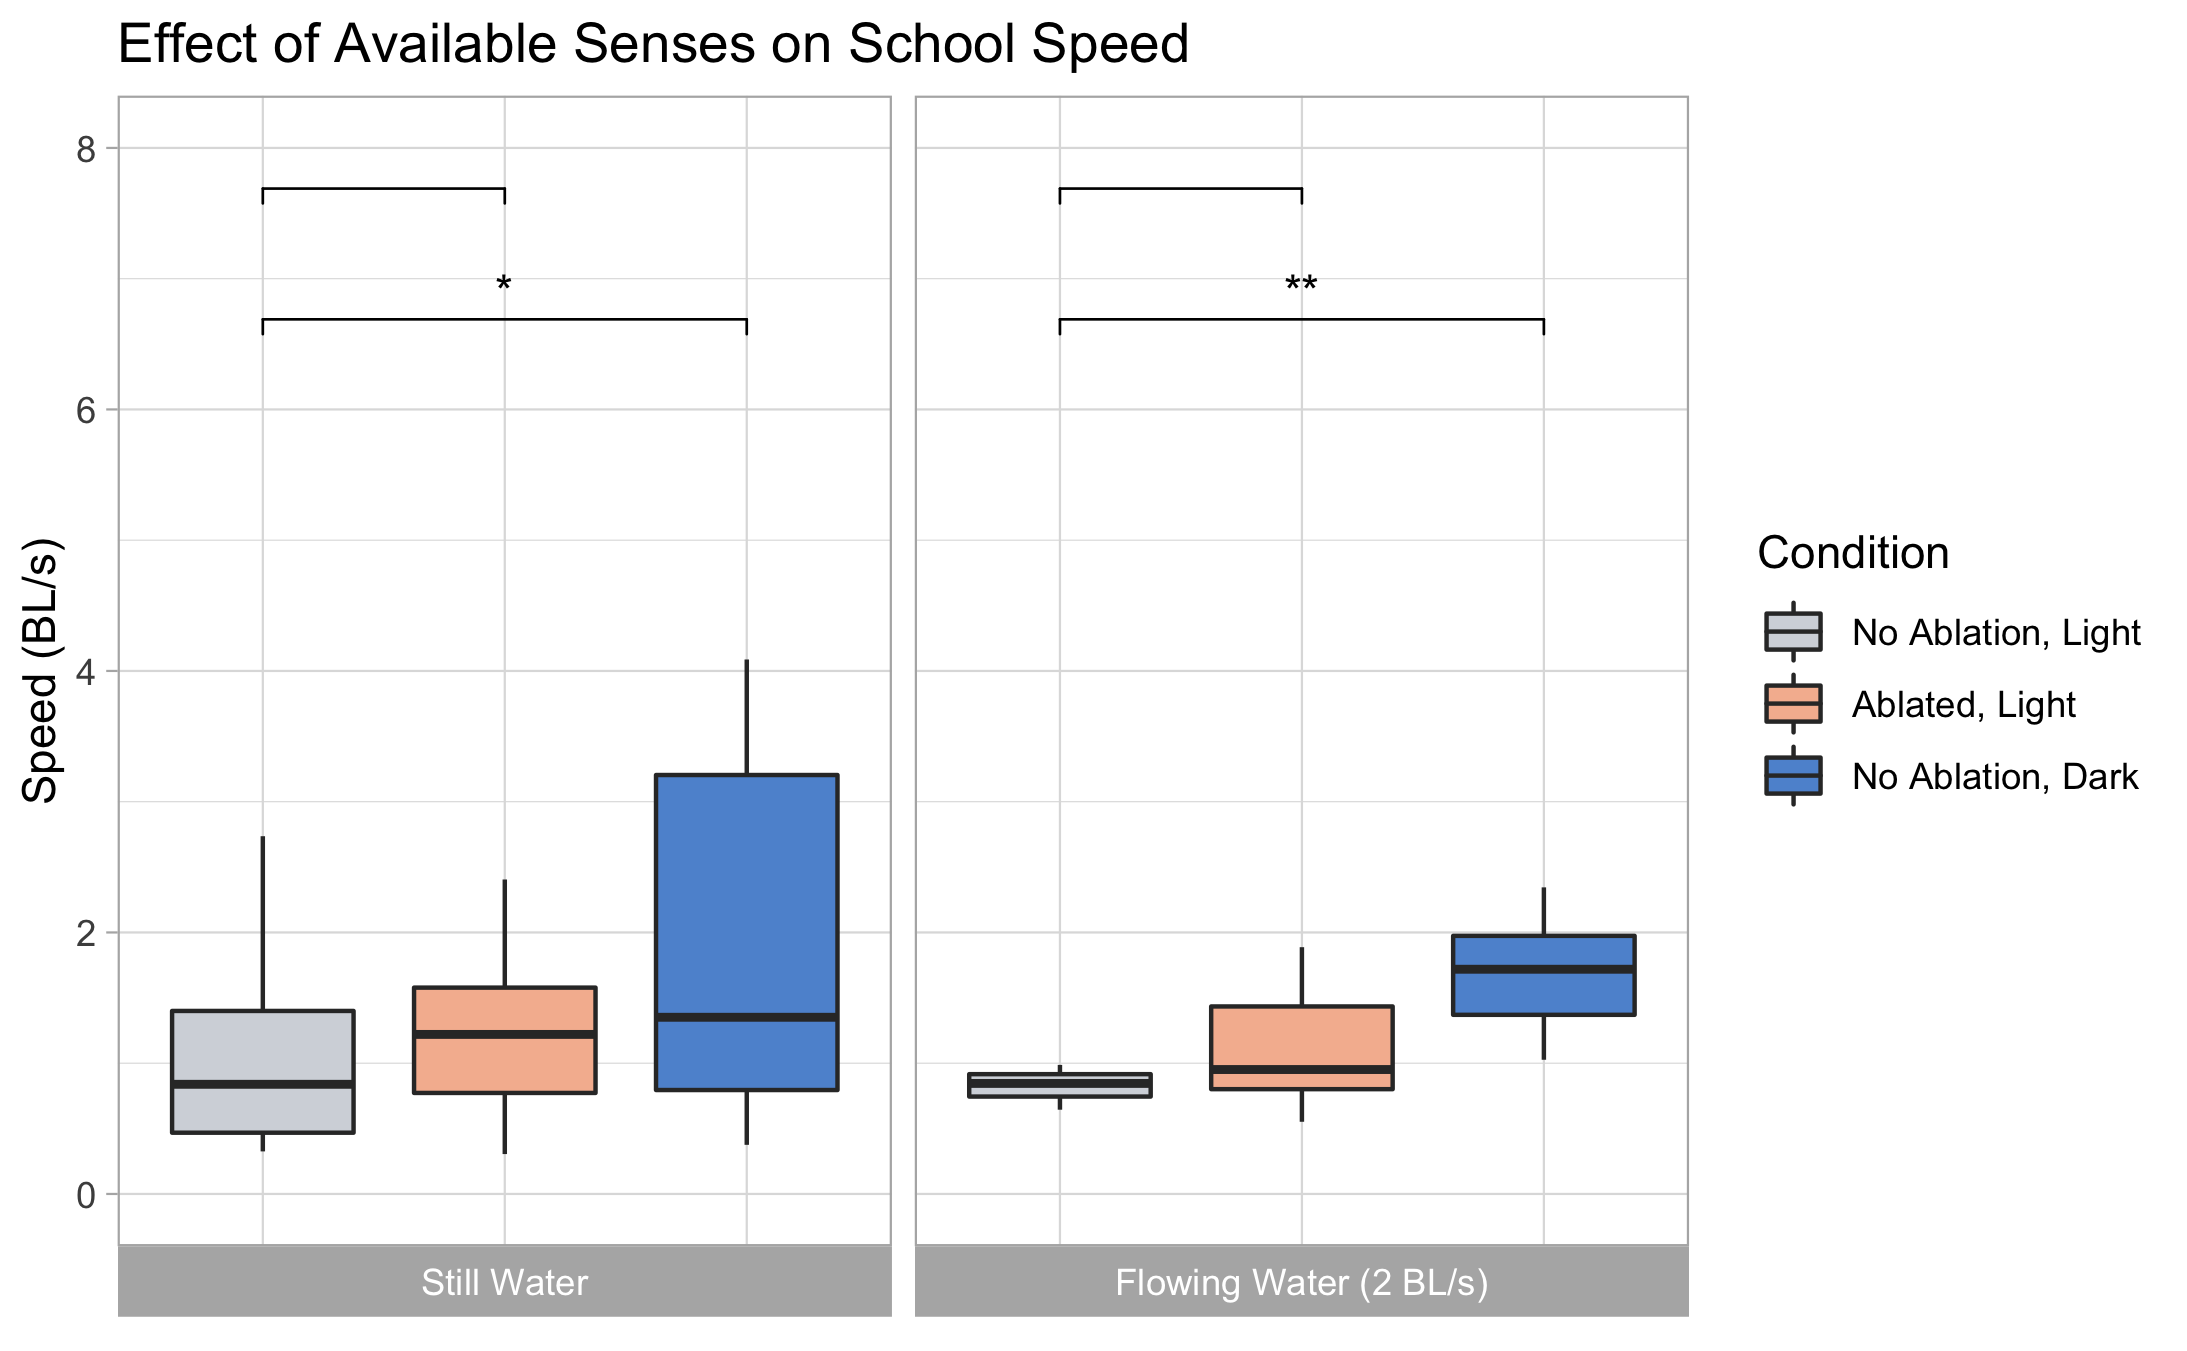 Effect of Available Senses on School Speed
8
6
4
2
0
Speed (BL/s)
*
**
Still Water
Flowing Water (2 BL/s)
Condition
No Ablation, Light
Ablated, Light
No Ablation, Dark